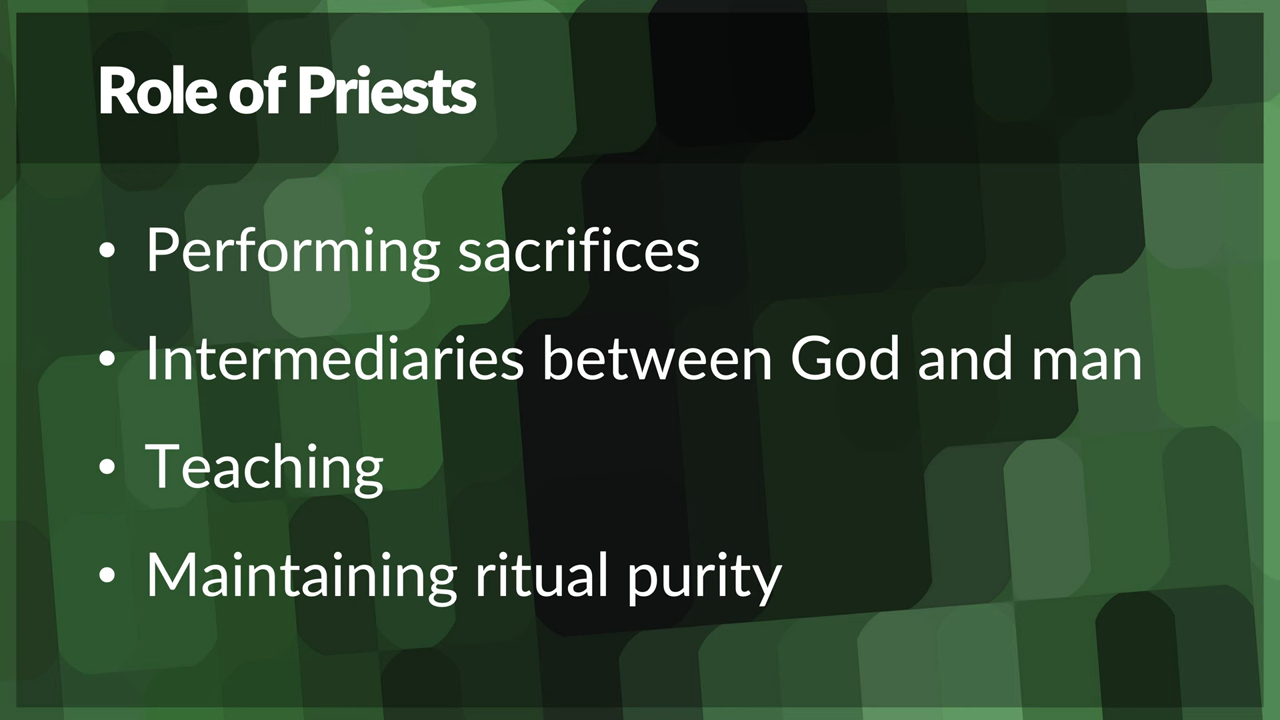 Role of Priests
• Performing sacrifices
• Intermediaries between God and man
• Teaching
• Maintaining ritual purity